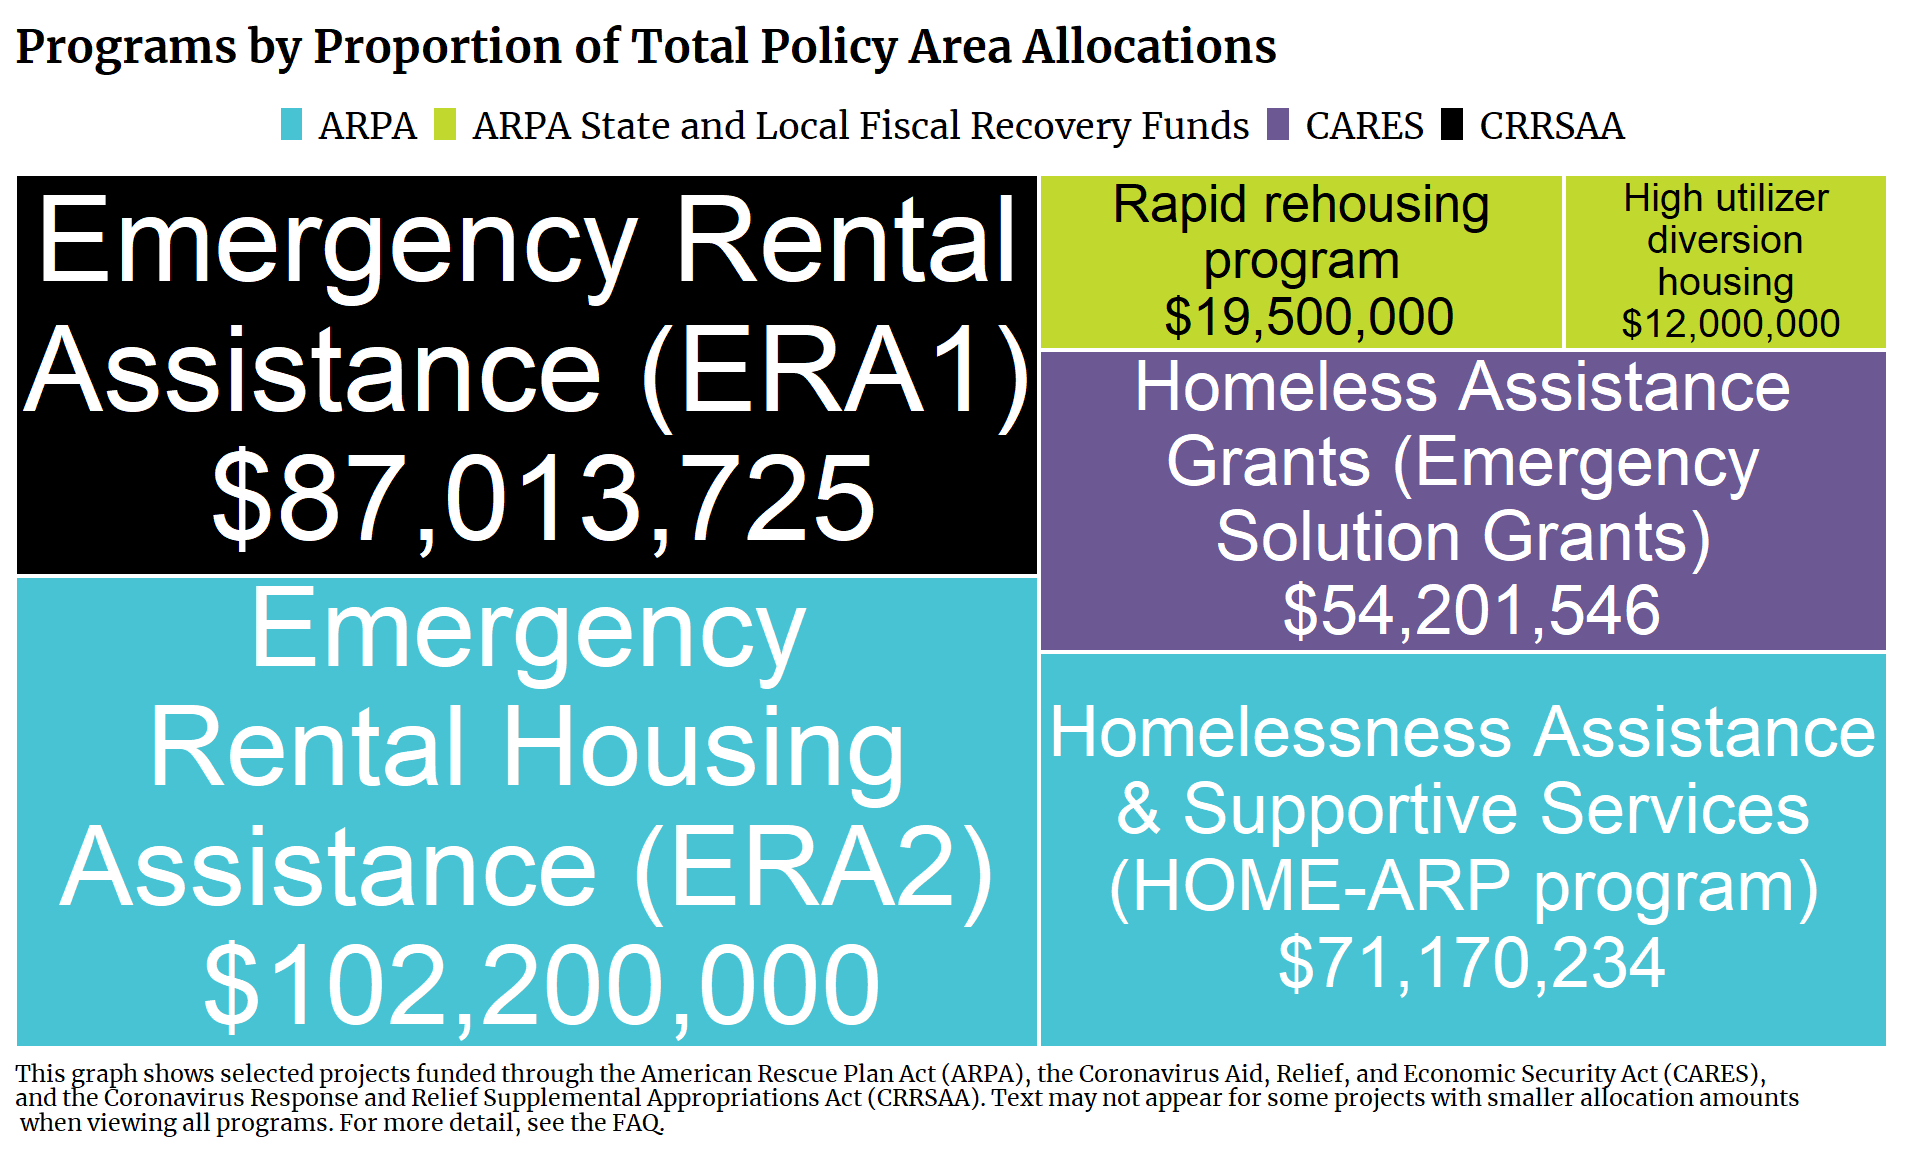 Programs by Proportion of Total Policy Area Allocations
ARPA ARPA State and Local Fiscal Recovery Funds CARES CRRSAA
Emergency Rental
Assistance (ERA1)
$87,013,725
Emergency
Rental Housing
Assistance (ERA2)
$102,200,000
Rapid rehousing
program
$19,500,000
High utilizer
diversion
housing
$12,000,000
Homeless Assistance
Grants (Emergency
Solution Grants)
$54,201,546
Homelessness Assistance
& Supportive Services
(HOME-ARP program)
$71,170,234
This graph shows selected projects funded through the American Rescue Plan Act (ARPA), the Coronavirus Aid, Relief, and Economic Security Act (CARES),
and the Coronavirus Response and Relief Supplemental Appropriations Act (CRRSAA). Text may not appear for some projects with smaller allocation amounts
when viewing all programs. For more detail, see the FAQ.